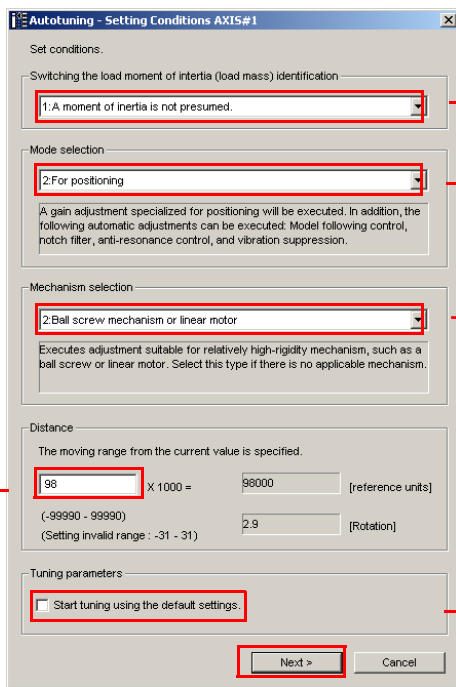 Autotuning - Setting Conditions AXIS#1
Set conditions.
Switching the load moment of intertia (load mass) identification
1:A moment of inertia is not presumed.
Mode selection
2:For positioning
A gain adjustment specialized for positioning will be executed. In addition, the
following automatic adjustments can be executed: Model following control,
notch filter, anti-resonance control, and vibration suppression.
Mechanism selection
2:Ball screw mechanism or linear motor
Executes adjustment suitable for relatively high-rigidity mechanism, such as a
ball screw or linear motor. Select this type if there is no applicable mechanism.
Distance
The moving range from the current value is specified.
98 X 1000 = 98000 [reference units]
(-99990 - 99990)
2.9 [Rotation]
(Setting invalid range : -31 - 31)
Tuning parameters
Start tuning using the default settings.
Next > Cancel